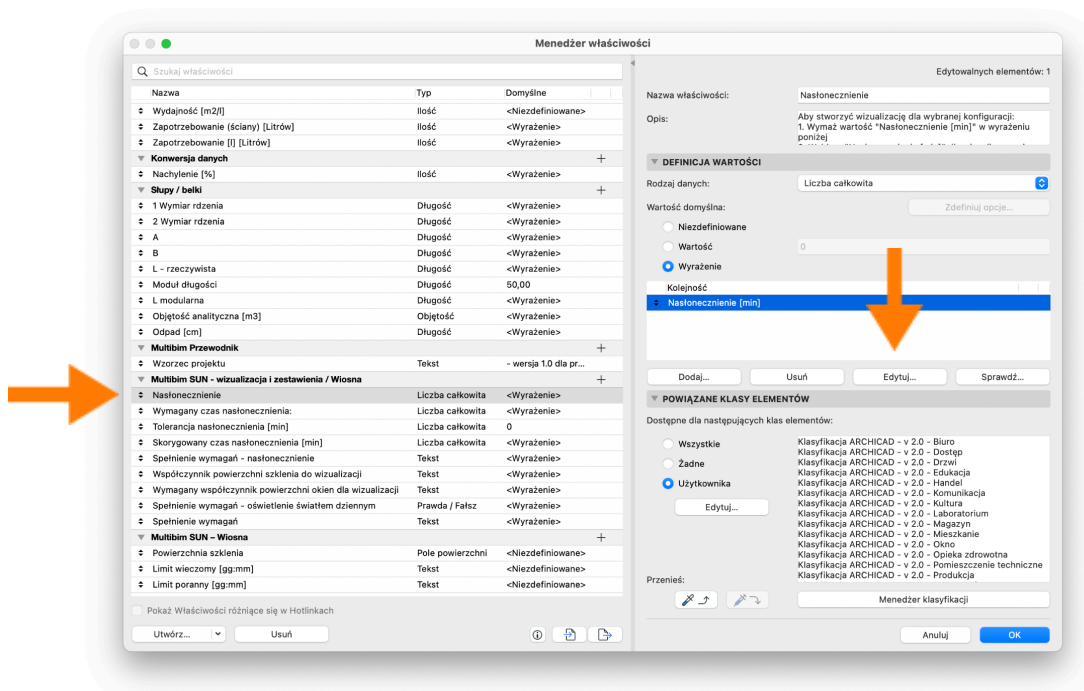 Menedżer właściwości
Szukaj właściwości
Nazwa Typ Domyślne
Wydajność [m2/l] Ilość <Niezdefiniowane>
Zapotrzebowanie (ściany) [Litrów] Ilość <Wyrażenie>
Zapotrzebowanie [l] [Litrów] Ilość <Wyrażenie>
Konwersja danych
Nachylenie [%] Ilość <Wyrażenie>
Słupy / belki
1 Wymiar rdzenia Długość <Wyrażenie>
2 Wymiar rdzenia Długość <Wyrażenie>
A Długość <Wyrażenie>
B Długość <Wyrażenie>
L - rzeczywista Długość <Wyrażenie>
Moduł długości Długość 50,00
L modularna Długość <Wyrażenie>
Objętość analityczna [m3] Objętość <Wyrażenie>
Odpad [cm] Długość <Wyrażenie>
Multibim Przewodnik
Wzorzec projektu Tekst - wersja 1.0 dla pr...
Multibim SUN - wizualizacja i zestawienia / Wiosna
Nasłonecznienie Liczba całkowita <Wyrażenie>
Wymagany czas nasłonecznienia: Liczba całkowita <Wyrażenie>
Tolerancja nasłonecznienia [min] Liczba całkowita 0
Skorygowany czas nasłonecznienia [min] Liczba całkowita <Wyrażenie>
Spełnienie wymagań - nasłonecznienie Tekst <Wyrażenie>
Współczynnik powierzchni szklenia do wizualizacji Tekst <Wyrażenie>
Wymagany współczynnik powierzchni okien dla wizualizacji Tekst <Wyrażenie>
Spełnienie wymagań - oświetlenie światłem dziennym Prawda / Fałsz <Wyrażenie>
Spełnienie wymagań Tekst <Wyrażenie>
Multibim SUN – Wiosna
Powierzchnia szklenia Pole powierzchni <Niezdefiniowane>
Limit wieczorny [gg:mm] Tekst <Niezdefiniowane>
Limit poranny [gg:mm] Tekst <Niezdefiniowane>
Pokaż Właściwości różniące się w Hotlinkach
Utwórz... Usuń
Edytowalnych elementów: 1
Nazwa właściwości: Nasłonecznienie
Opis: Aby stworzyć wizualizację dla wybranej konfiguracji:
1. Wymaż wartość "Nasłonecznienie [min]" w wyrażeniu
poniżej
DEFINICJA WARTOŚCI
Rodzaj danych: Liczba całkowita
Wartość domyślna: Zdefiniuj opcje...
Niezdefiniowane
Wartość 0
Wyrażenie
Kolejność
Nasłonecznienie [min]
Dodaj... Usuń Edytuj... Sprawdź...
POWIĄZANE KLASY ELEMENTÓW
Dostępne dla następujących klas elementów:
Wszystkie
Żadne
Użytkownika
Edytuj...
Klasyfikacja ARCHICAD - v 2.0 - Biuro
Klasyfikacja ARCHICAD - v 2.0 - Dostęp
Klasyfikacja ARCHICAD - v 2.0 - Drzwi
Klasyfikacja ARCHICAD - v 2.0 - Edukacja
Klasyfikacja ARCHICAD - v 2.0 - Handel
Klasyfikacja ARCHICAD - v 2.0 - Komunikacja
Klasyfikacja ARCHICAD - v 2.0 - Kultura
Klasyfikacja ARCHICAD - v 2.0 - Laboratorium
Klasyfikacja ARCHICAD - v 2.0 - Magazyn
Klasyfikacja ARCHICAD - v 2.0 - Mieszkanie
Klasyfikacja ARCHICAD - v 2.0 - Okno
Klasyfikacja ARCHICAD - v 2.0 - Opieka zdrowotna
Klasyfikacja ARCHICAD - v 2.0 - Pomieszczenie techniczne
Klasyfikacja ARCHICAD - v 2.0 - Produkcja
Przenieś:
Menedżer klasyfikacji
Anuluj OK